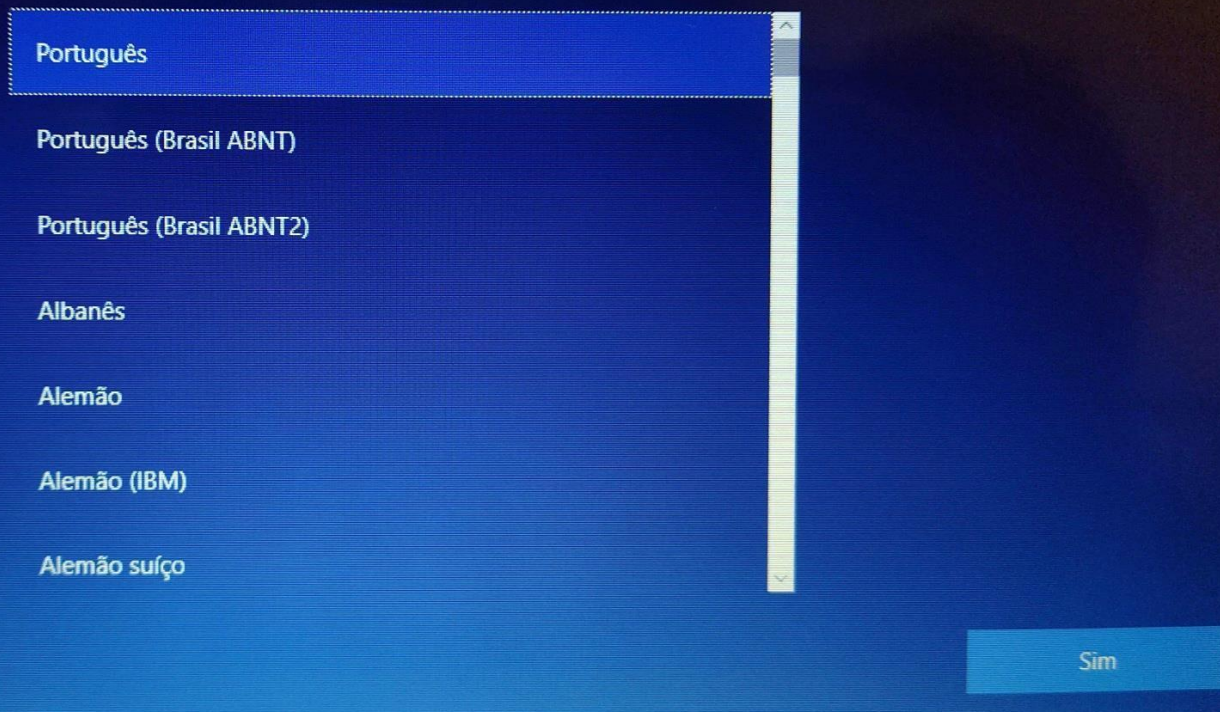 Português
Português (Brasil ABNT)
Português (Brasil ABNT2)
Albanês
Alemão
Alemão (IBM)
Alemão suíço
Sim